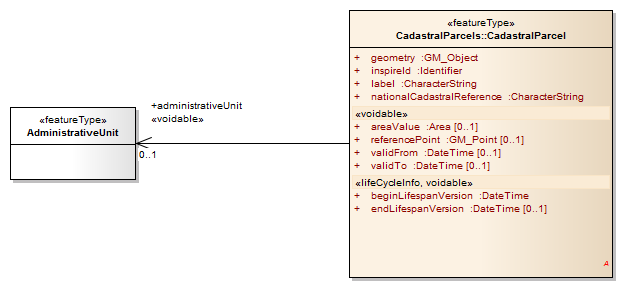 «featureType»
AdministrativeUnit
+administrativeUnit
«voidable»
0..1
«featureType»
CadastralParcels::CadastralParcel
+ geometry :GM_Object
+ inspireId :Identifier
+ label :CharacterString
+ nationalCadastralReference :CharacterString
«voidable»
+ areaValue :Area [0..1]
+ referencePoint :GM_Point [0..1]
+ validFrom :DateTime [0..1]
+ validTo :DateTime [0..1]
«lifeCycleInfo, voidable»
+ beginLifespanVersion :DateTime
+ endLifespanVersion :DateTime [0..1]
A